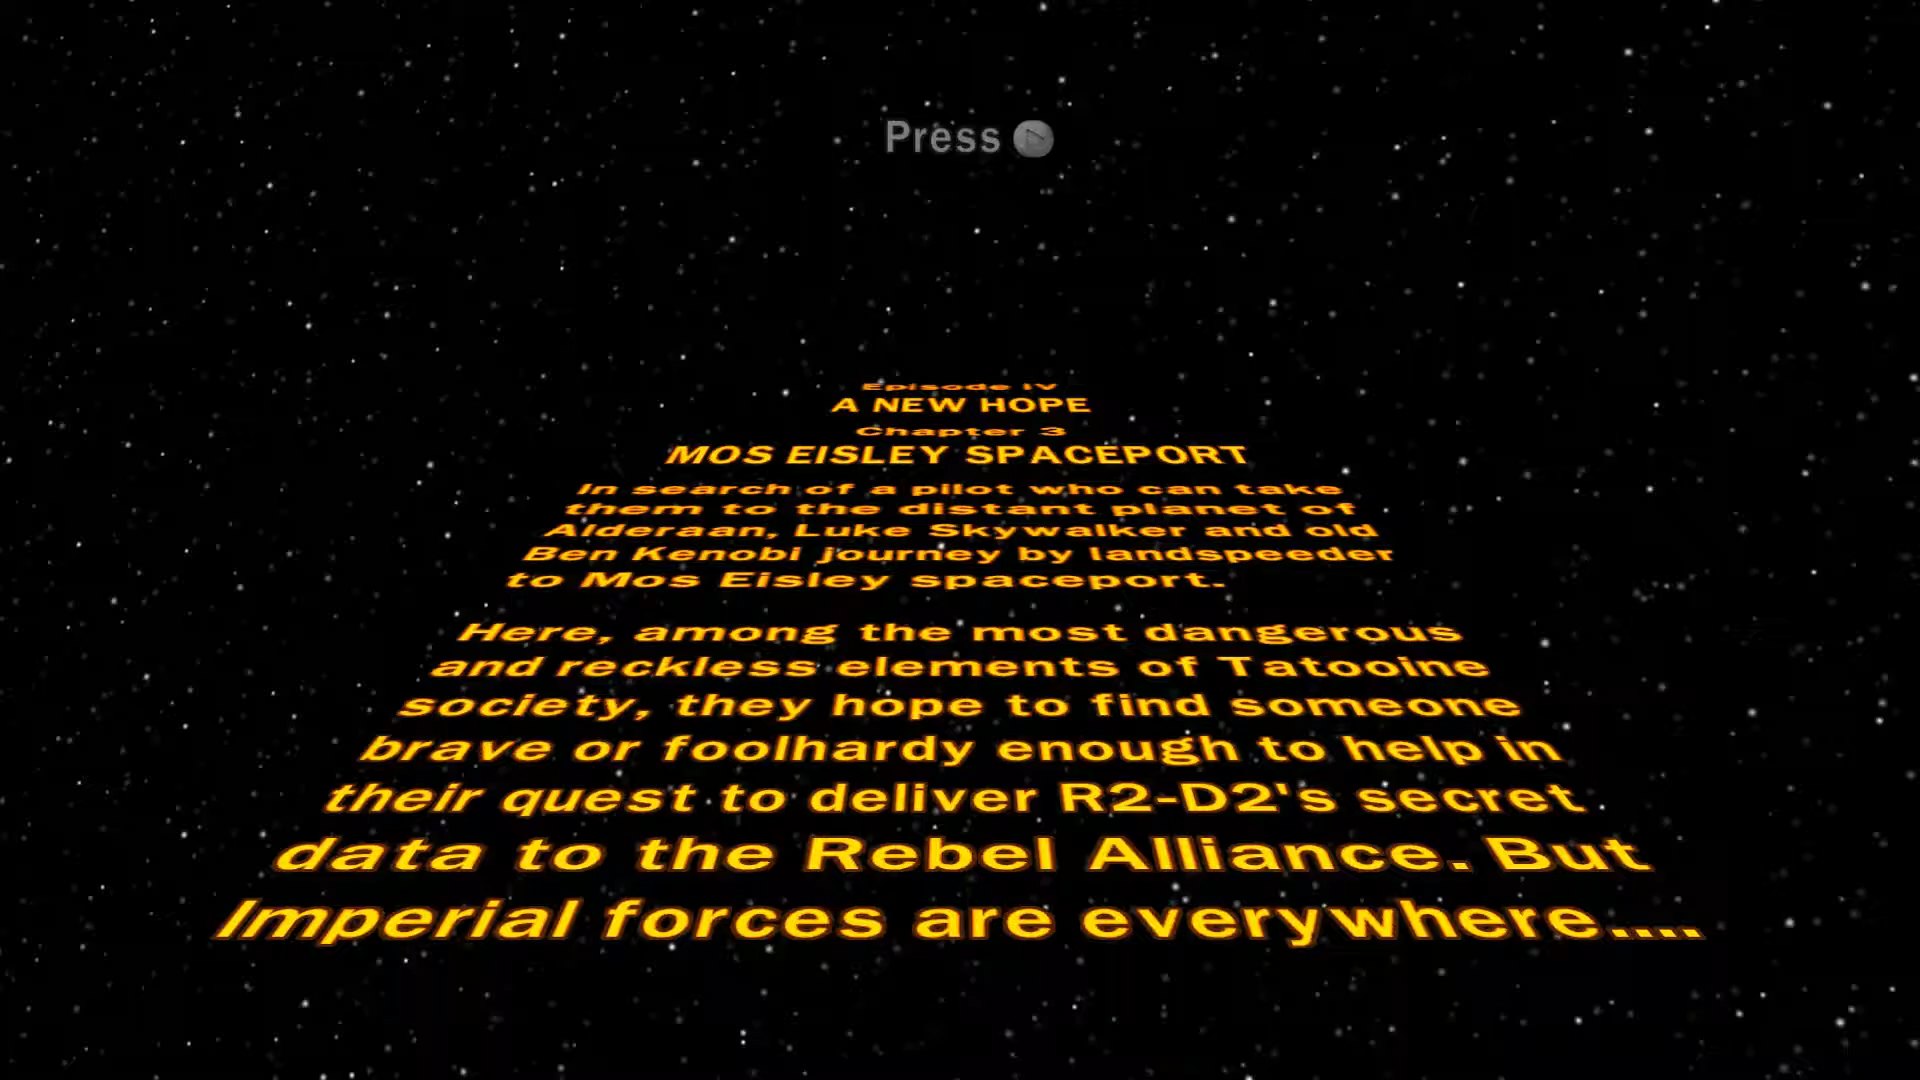 Press
Episode IV
A NEW HOPE
Chapter 3
MOS EISLEY SPACEPORT
In search of a pilot who can take
them to the distant planet of
Alderaan, Luke Skywalker and old
Ben Kenobi journey by landspeeder
to Mos Eisley spaceport.
Here, among the most dangerous
and reckless elements of Tatooine
society, they hope to find someone
brave or foolhardy enough to help in
their quest to deliver R2-D2's secret
data to the Rebel Alliance. But
Imperial forces are everywhere....